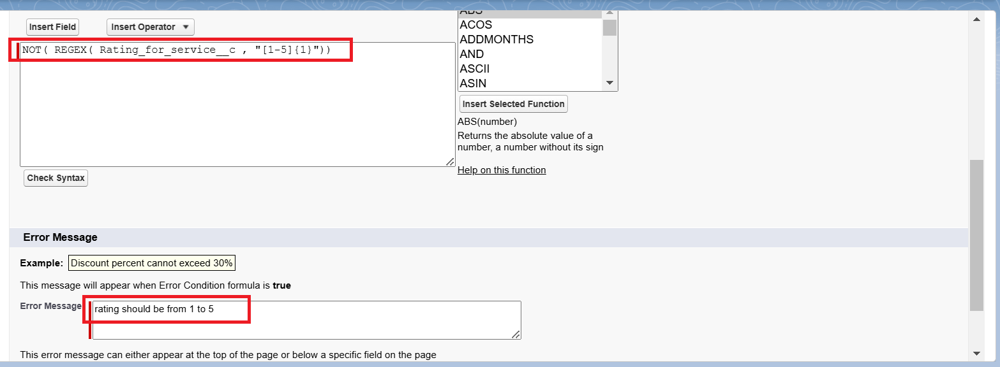 ABS
Insert Field
Insert Operator
ACOS
ADDMONTHS
AND
ASCII
ASIN
NOT( REGEX( Rating_for_service__c , "[1-5]{1}"))
Insert Selected Function
ABS(number)
Returns the absolute value of a
number, a number without its sign
Help on this function
Check Syntax
Error Message
Example: Discount percent cannot exceed 30%
This message will appear when Error Condition formula is true
Error Message
rating should be from 1 to 5
This error message can either appear at the top of the page or below a specific field on the page